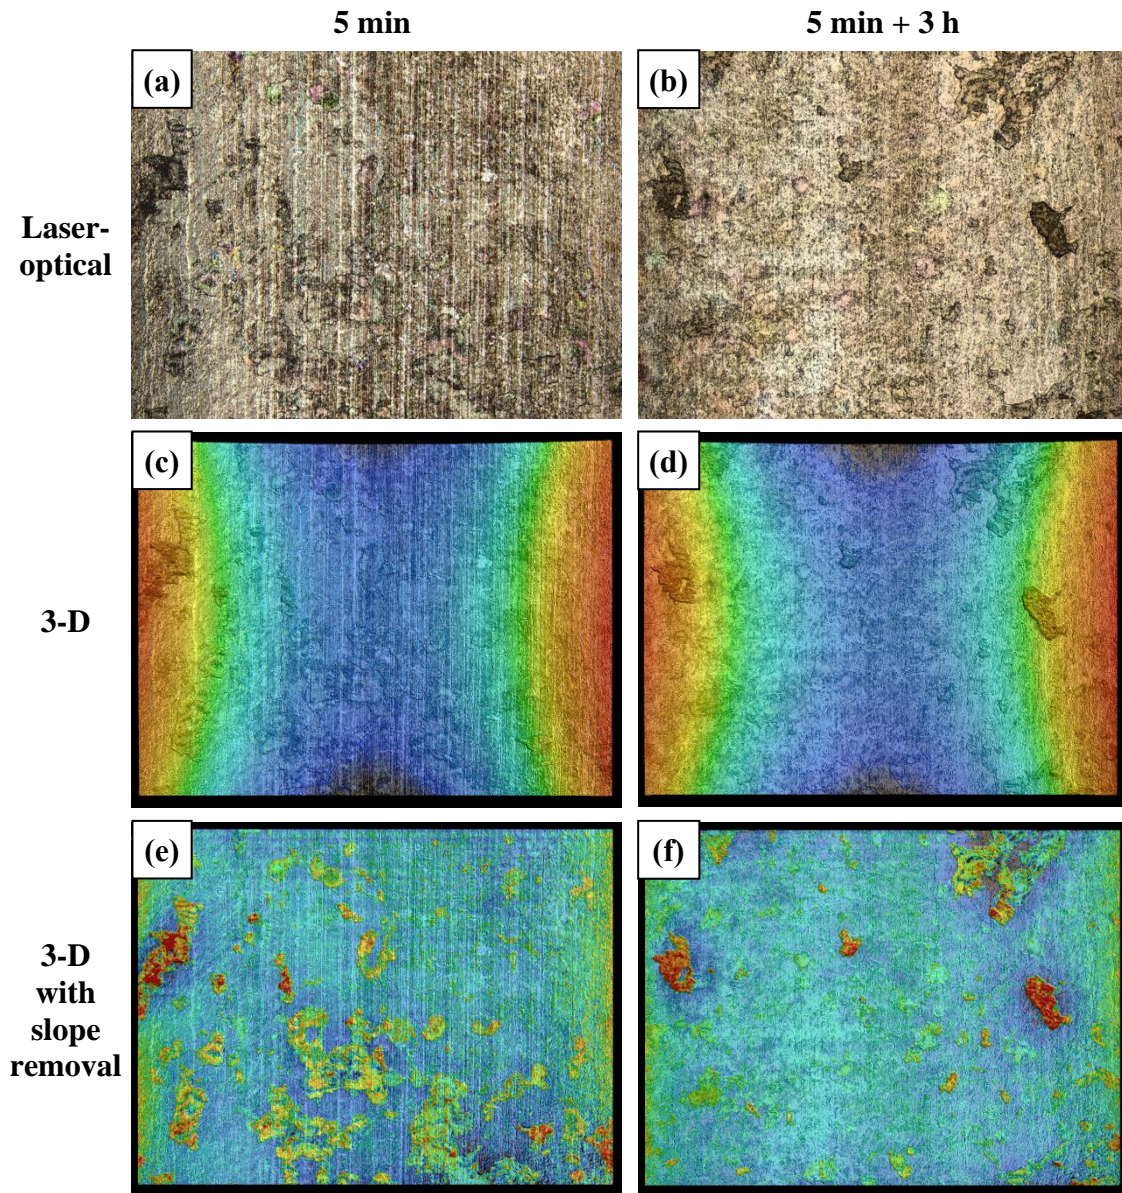 5 min
5 min + 3 h
(a)
(b)
Laser-
optical
(c)
(d)
3-D
(e)
(f)
3-D
with
slope
removal